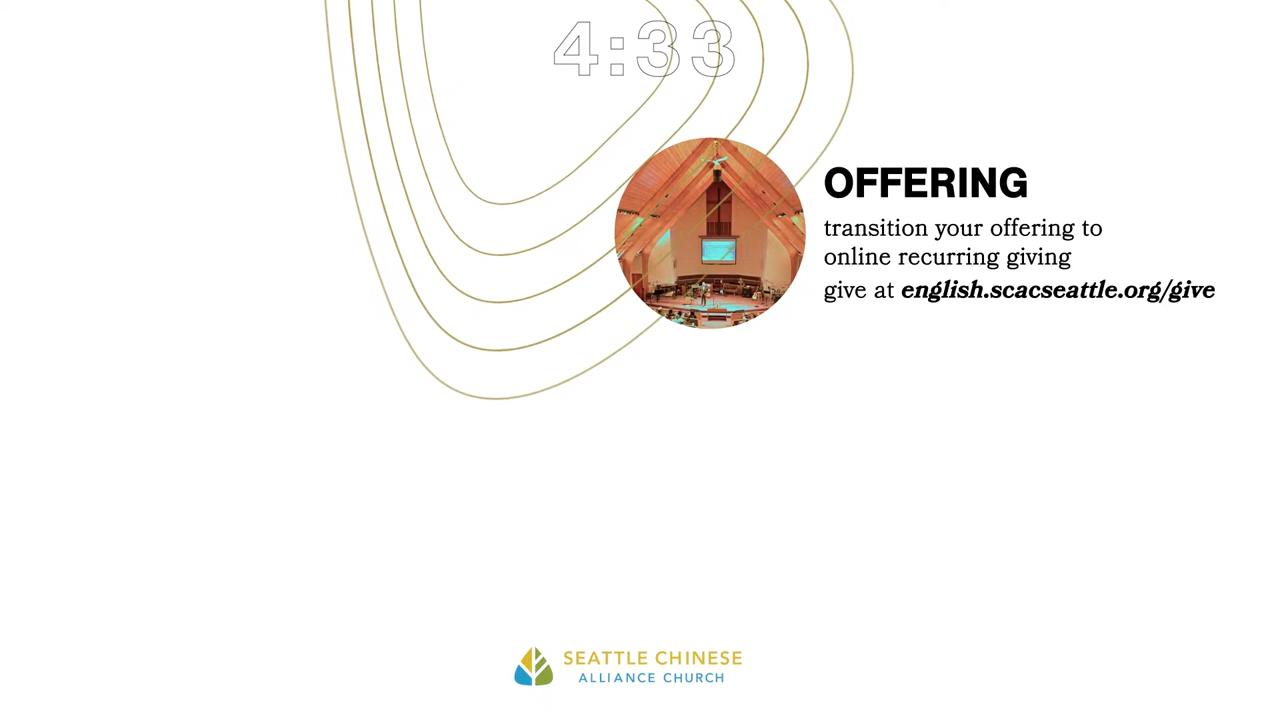 4:33
OFFERING
transition your offering to
online recurring giving
give at english.scacseattle.org/give
SEATTLE CHINESE
ALLIANCE CHURCH